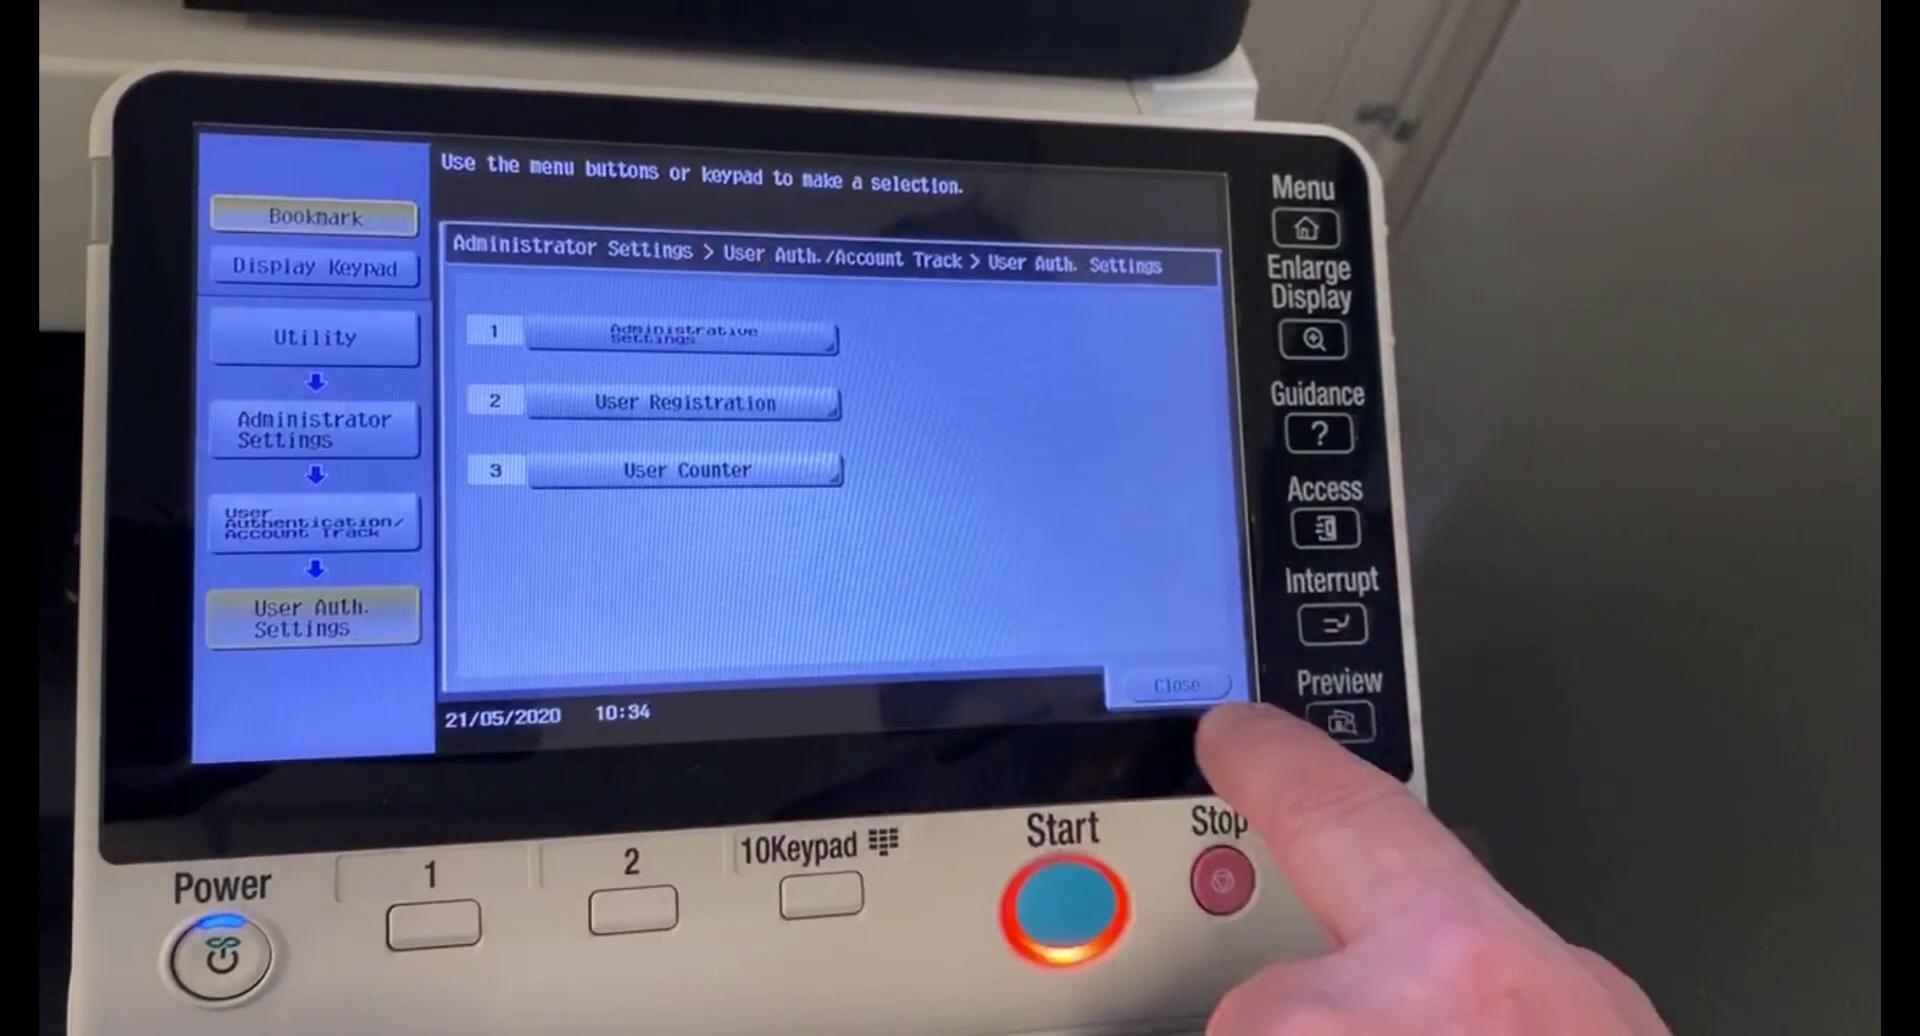 Use the menu buttons or keypad to make a selection.
Bookmark
Display Keypad
Utility
Administrator
Settings
User
Authentication/
Account Track
User Auth.
Settings
Administrator Settings > User Auth./Account Track > User Auth. Settings
1 Administrative
Settings
2 User Registration
3 User Counter
Close
21/05/2020 10:34
Menu
Enlarge
Display
Guidance
?
Access
Interrupt
Preview
Power
1
2
10Keypad
Start
Stop